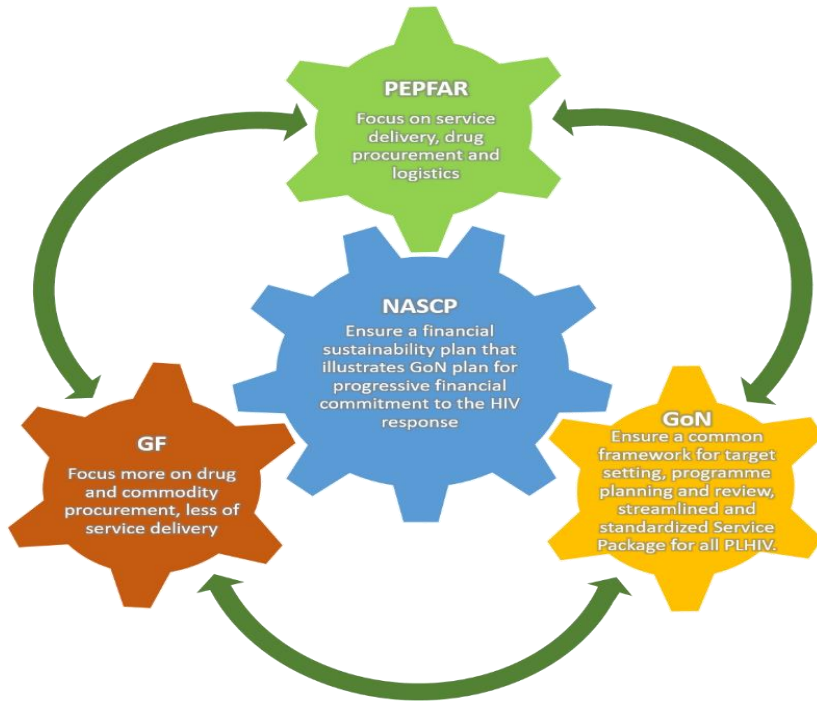 PEPFAR
Focus on service
delivery, drug
procurement and
logistics
NASCP
Ensure a financial
sustainability plan that
illustrates GoN plan for
progressive financial
commitment to the HIV
response
GF
Focus more on drug
and commodity
procurement, less of
service delivery
GoN
Ensure a common
framework for target
setting, programme
planning and review,
streamlined and
standardized Service
Package for all PLHIV.